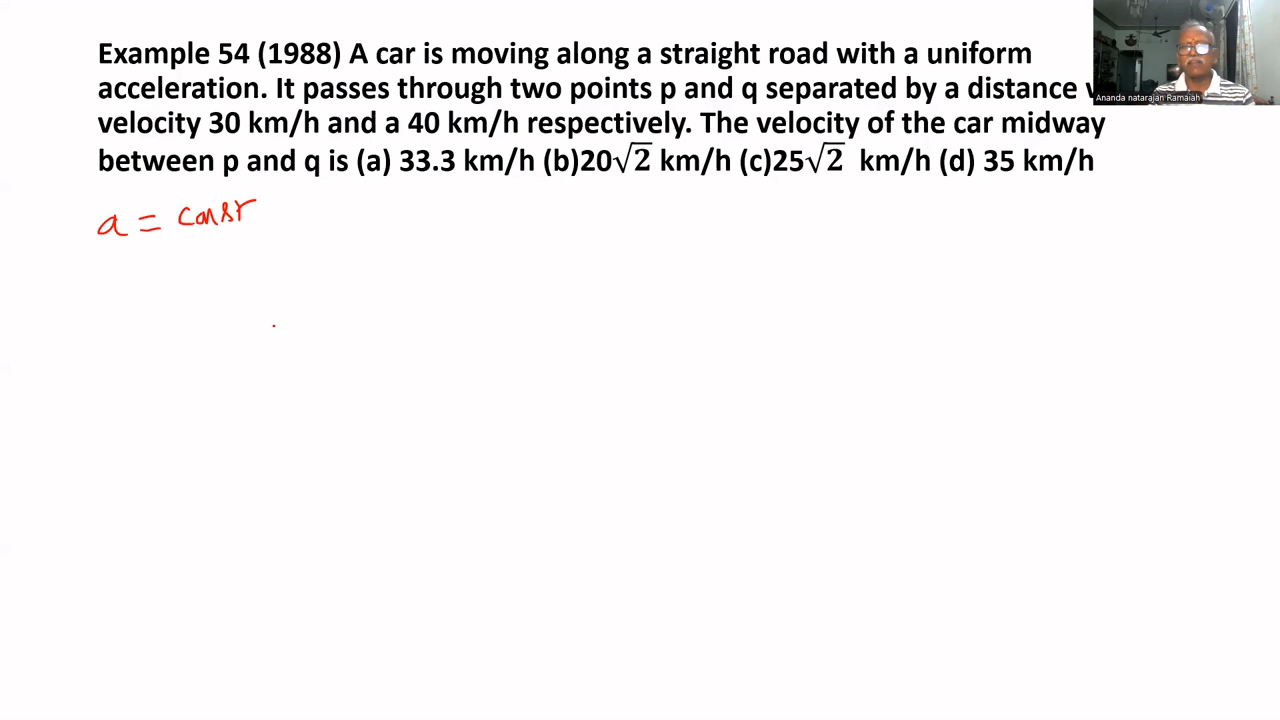 Example 54 (1988) A car is moving along a straight road with a uniform
acceleration. It passes through two points p and q separated by a distance
velocity 30 km/h and a 40 km/h respectively. The velocity of the car midway
between p and q is (a) 33.3 km/h (b)20√2 km/h (c)25√2 km/h (d) 35 km/h
a = const
Ananda natarajan Ramaiah